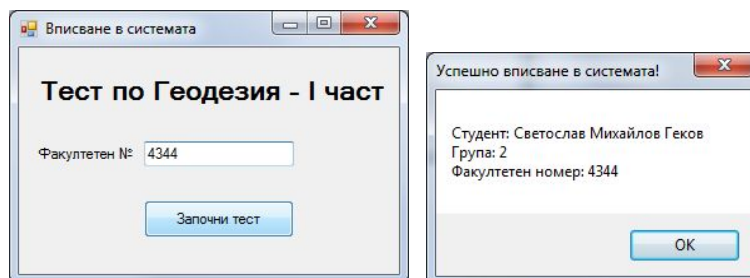 Вписване в системата
Тест по Геодезия - I част
Факултетен № 4344
Започни тест
Успешно вписване в системата!
Студент: Светослав Михайлов Геков
Група: 2
Факултетен номер: 4344
OK